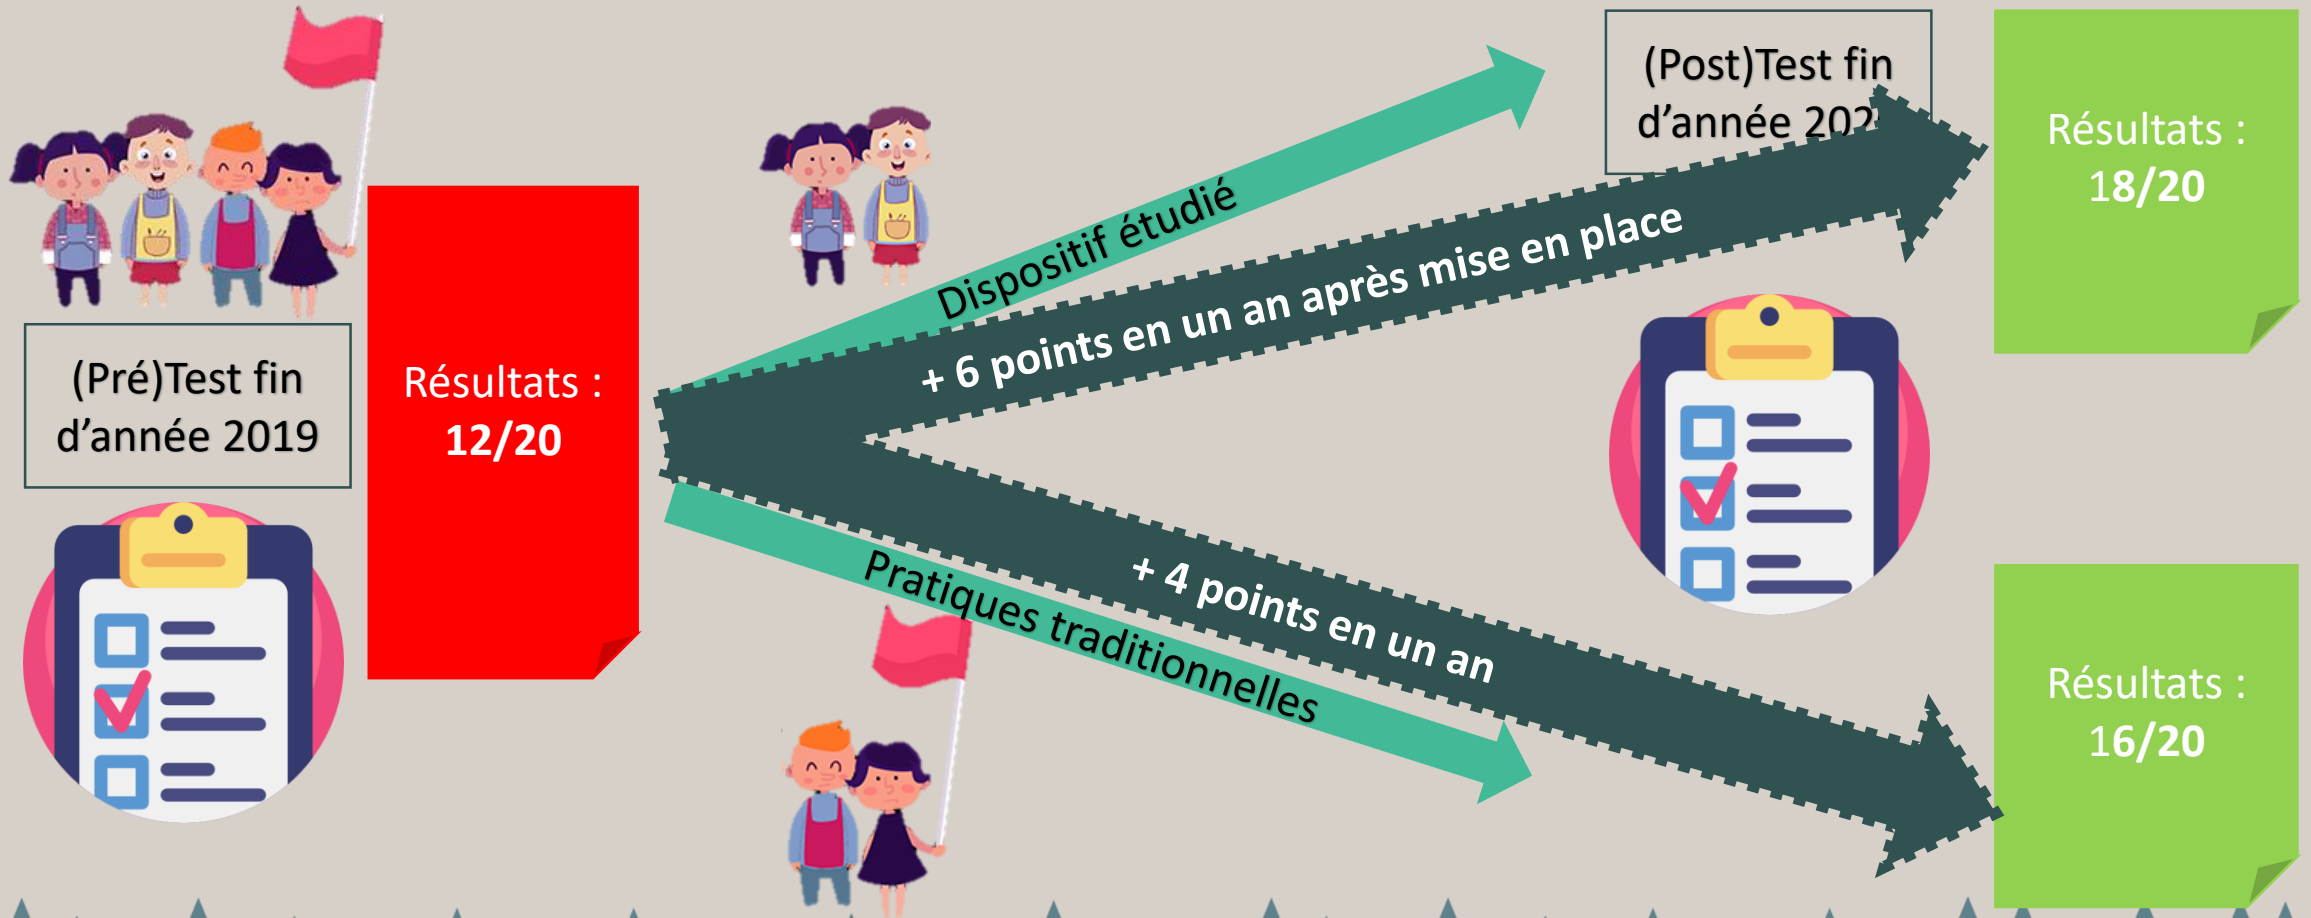 (Pré)Test fin
d’année 2019
Résultats :
12/20
Dispositif étudié
+ 6 points en un an après mise en place
Pratiques traditionnelles
+ 4 points en un an
(Post)Test fin
d’année
Résultats :
18/20
Résultats :
16/20